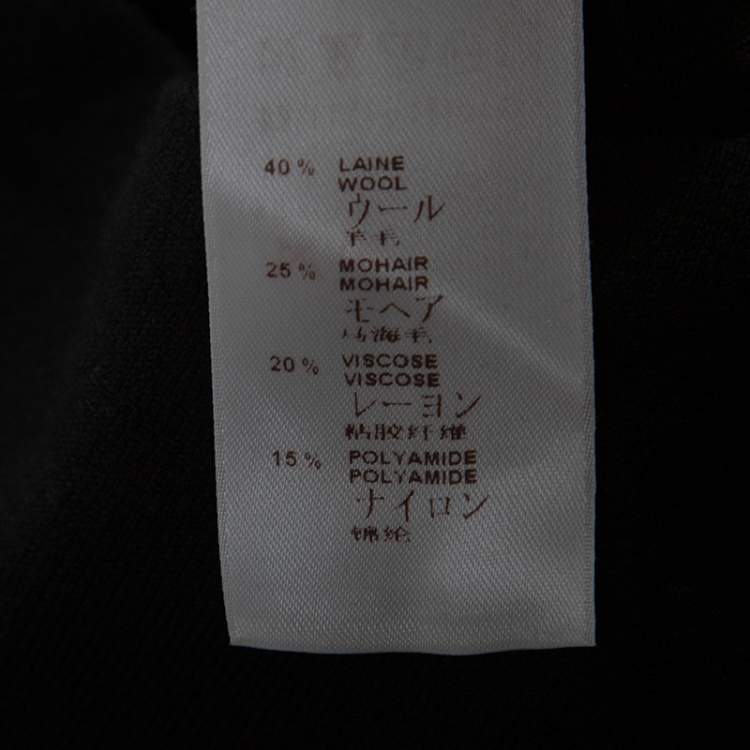 40 % LAINE
WOOL
ウール
羊毛
25 % MOHAIR
MOHAIR
モヘア
马海毛
20 % VISCOSE
VISCOSE
レーヨン
粘胶纤维
15 % POLYAMIDE
POLYAMIDE
ナイロン
锦纶